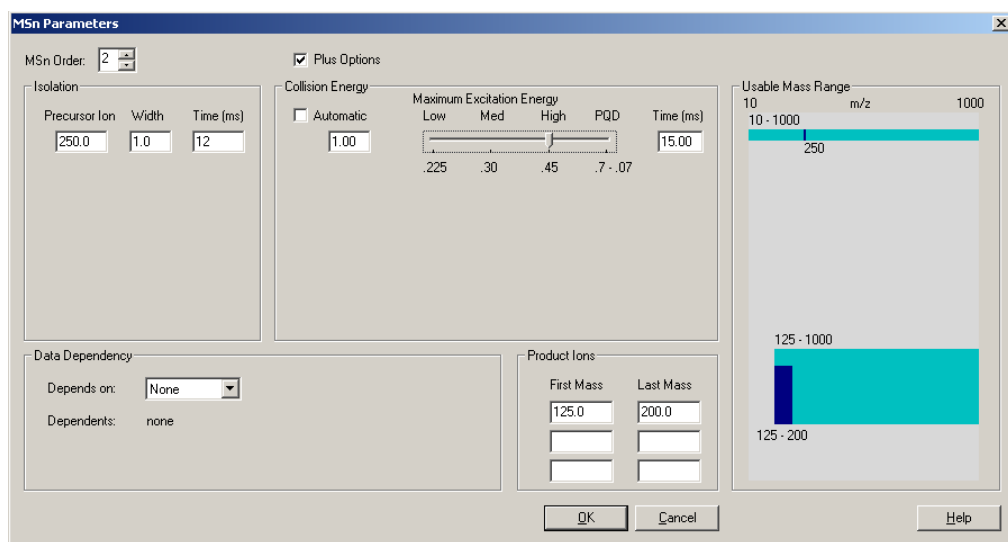 MSn Parameters
MSn Order: 2
Plus Options
Isolation
Precursor Ion Width Time (ms)
250.0 1.0 12
Collision Energy
Automatic
1.00
Maximum Excitation Energy
Low Med High PQD Time (ms)
15.00
.225 .30 .45 .7 - .07
Usable Mass Range
10 m/z 1000
10 - 1000
250
125 - 1000
125 - 200
Data Dependency
Depends on: None
Dependents: none
Product Ions
First Mass Last Mass
125.0 200.0
OK Cancel Help